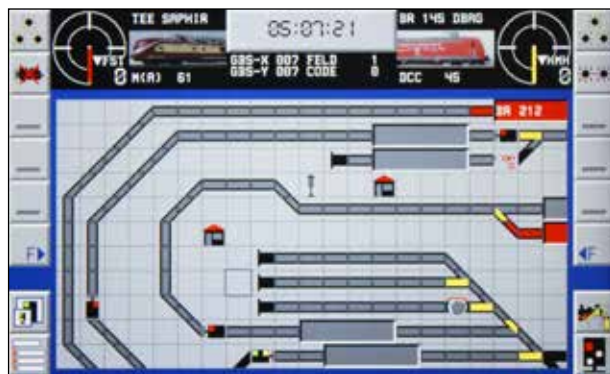 TEE SAPHIR
05:07:21
BR 145 DBAG
FST
0
GBS-X 007 FELD 1
GBS-Y 007 CODE 0
KMH
0
M(A) 61
DCC 45
BR 212
F
F